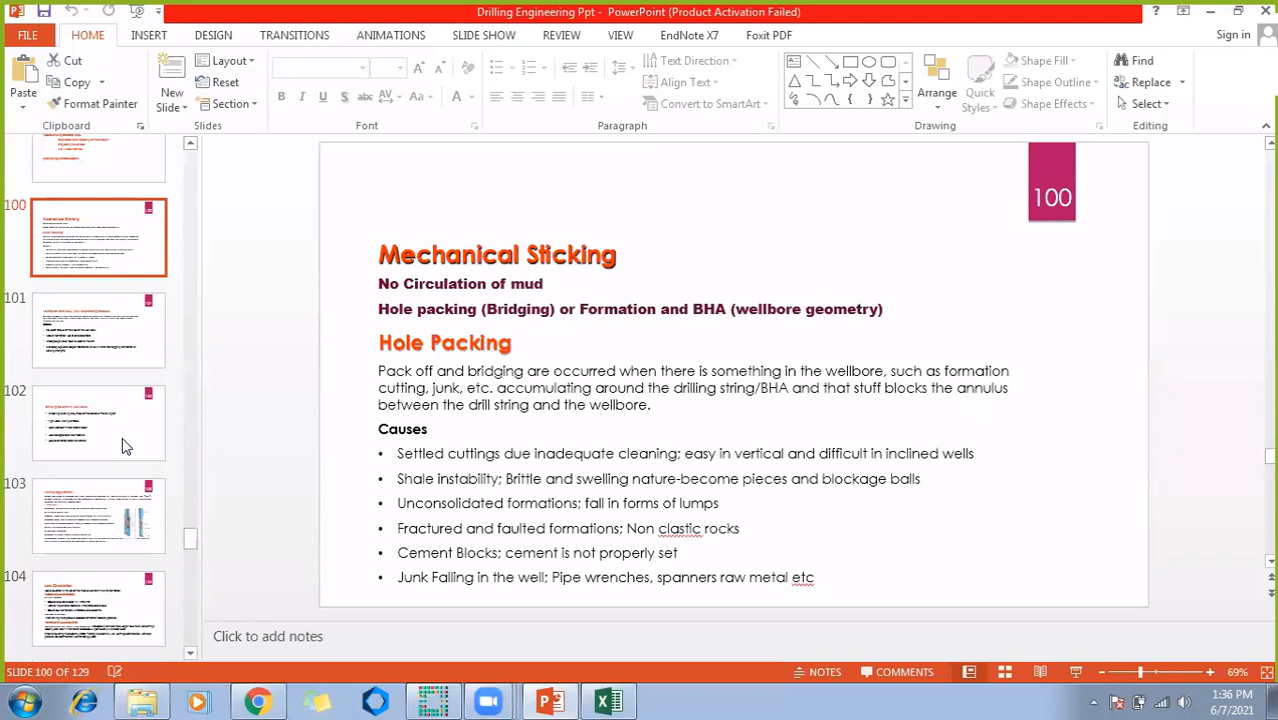 Drilling Engineering Ppt - PowerPoint (Product Activation Failed)
FILE HOME INSERT DESIGN TRANSITIONS ANIMATIONS SLIDE SHOW REVIEW VIEW EndNote X7 Foxit PDF Sign in
Paste
Cut
Copy
Format Painter
Clipboard
New
Slide
Layout
Reset
Section
Slides
B I U S abc AV Aa A
Font
Text Direction
Align Text
Convert to SmartArt
Paragraph
Arrange
Quick
Styles
Shape Fill
Shape Outline
Shape Effects
Drawing
Find
Replace
Select
Editing
100
101
102
103
104
100
Mechanical Sticking
No Circulation of mud
Hole packing (Bridging) or Formation and BHA (wellbore geometry)
Hole Packing
Pack off and bridging are occurred when there is something in the wellbore, such as formation
cutting, junk, etc. accumulating around the drilling string/BHA and that stuff blocks the annulus
between the drill string and the wellbore.
Causes
• Settled cuttings due inadequate cleaning; easy in vertical and difficult in inclined wells
• Shale instability; Brittle and swelling nature-become pieces and blockage balls
• Unconsolidated formations; fall in forms of lumps
• Fractured and faulted formations; Non clastic rocks
• Cement Blocks; cement is not properly set
• Junk Falling in the well; Pipe wrenches, spanners raw metal etc
Click to add notes
SLIDE 100 OF 129
NOTES COMMENTS 69%
1:36 PM
6/7/2021